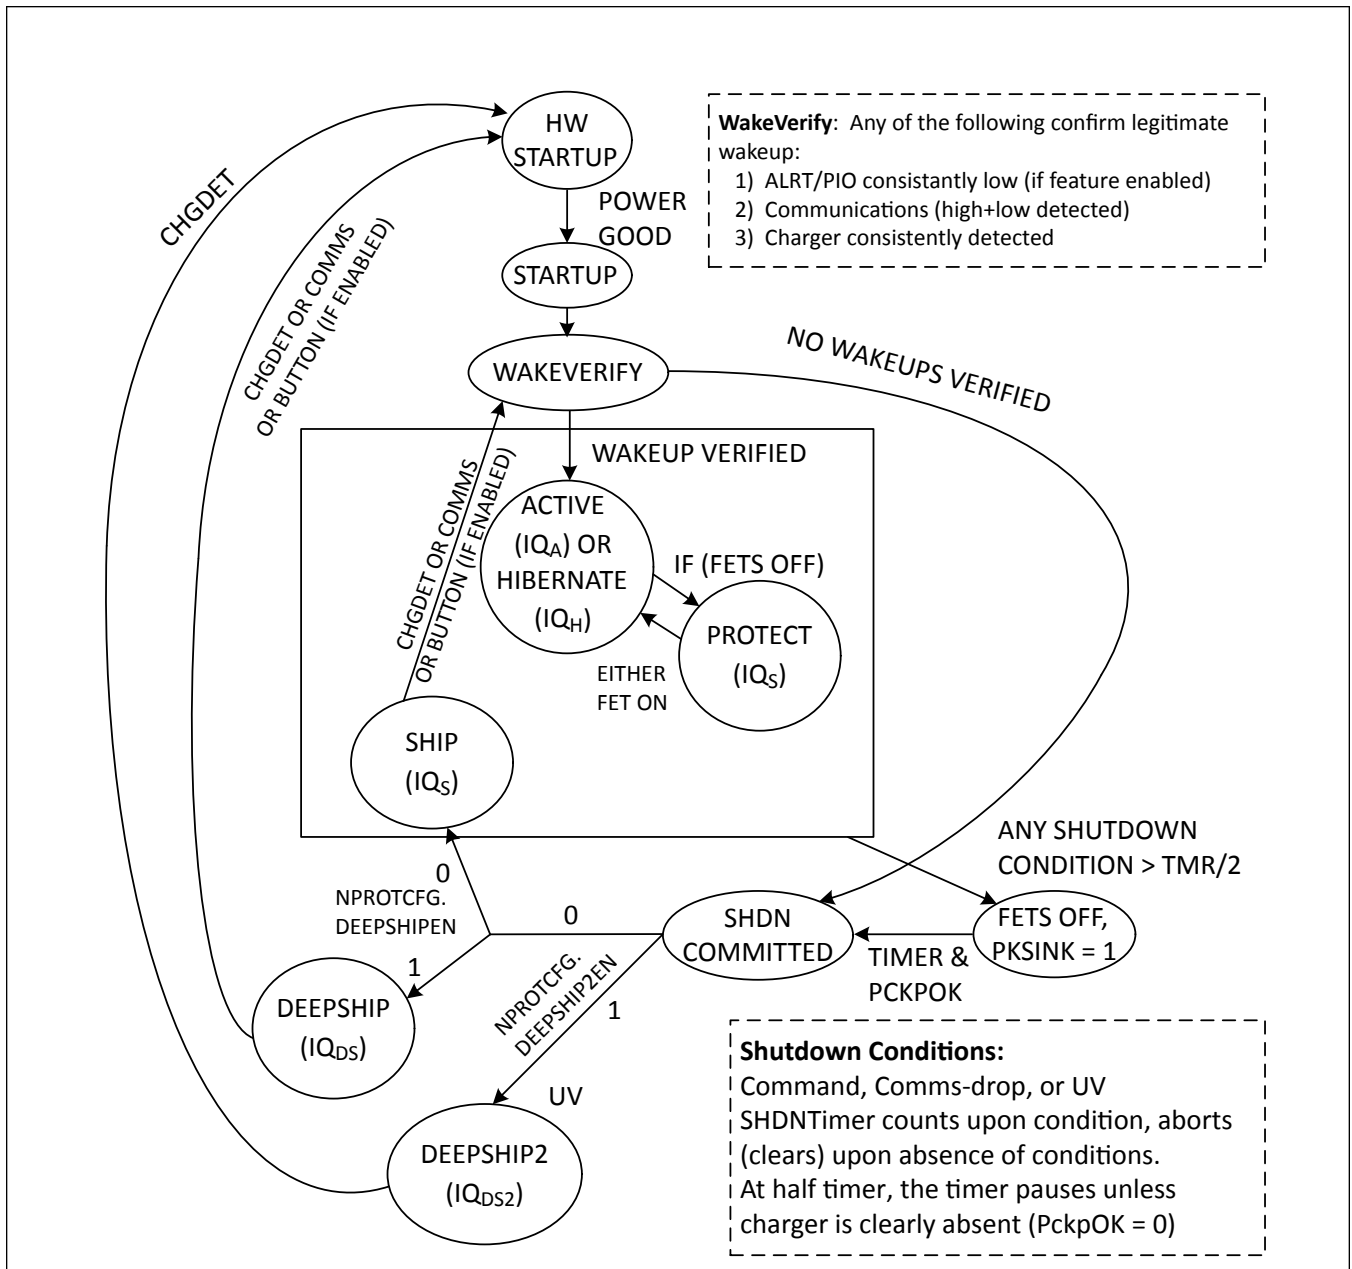 HW
STARTUP
WakeVerify: Any of the following confirm legitimate
wakeup:
1) ALRT/PIO consistantly low (if feature enabled)
2) Communications (high+low detected)
3) Charger consistently detected
CHGDET
CHGDET OR COMMS
OR BUTTON (IF ENABLED)
POWER
GOOD
STARTUP
WAKEVERIFY
NO WAKEUPS VERIFIED
WAKEUP VERIFIED
CHGDET OR COMMS
OR BUTTON (IF ENABLED)
ACTIVE
(IQA) OR
HIBERNATE
(IQH)
IF (FETS OFF)
PROTECT
(IQS)
EITHER
FET ON
SHIP
(IQS)
ANY SHUTDOWN
CONDITION > TMR/2
0
NPROTCFG.
DEEPSHIPEN
1
0
SHDN
COMMITTED
FETS OFF,
PKSINK = 1
TIMER &
PCKPOK
NPROTCFG.
DEEPSHIP2EN
1
DEEPSHIP
(IQDS)
UV
DEEPSHIP2
(IQDS2)
Shutdown Conditions:
Command, Comms-drop, or UV
SHDNTimer counts upon condition, aborts
(clears) upon absence of conditions.
At half timer, the timer pauses unless
charger is clearly absent (PckpOK = 0)